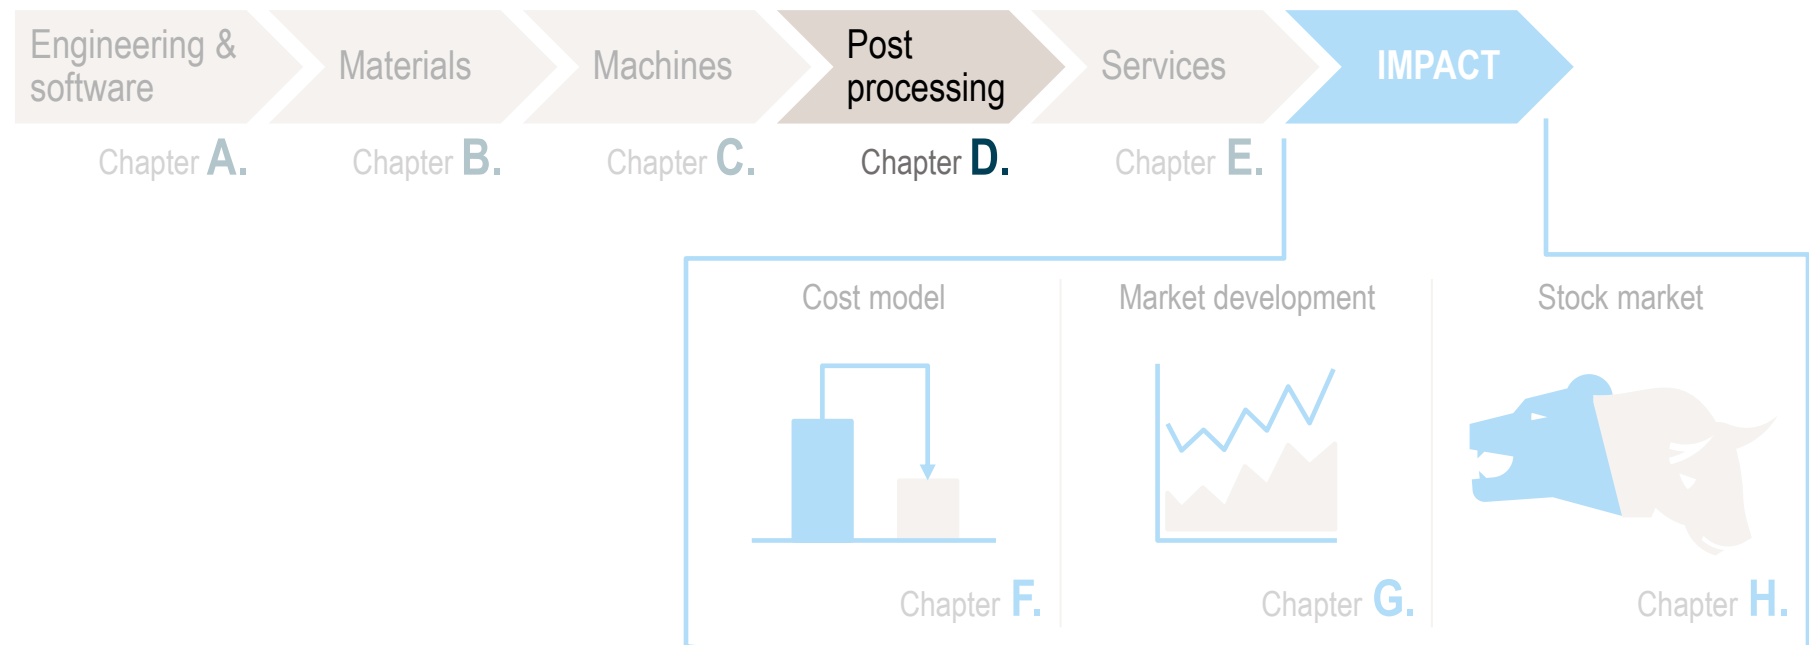 Engineering &
software
Materials
Machines
Post
processing
Services
IMPACT
Chapter A.
Chapter B.
Chapter C.
Chapter D.
Chapter E.
Cost model
Market development
Stock market
Chapter F.
Chapter G.
Chapter H.